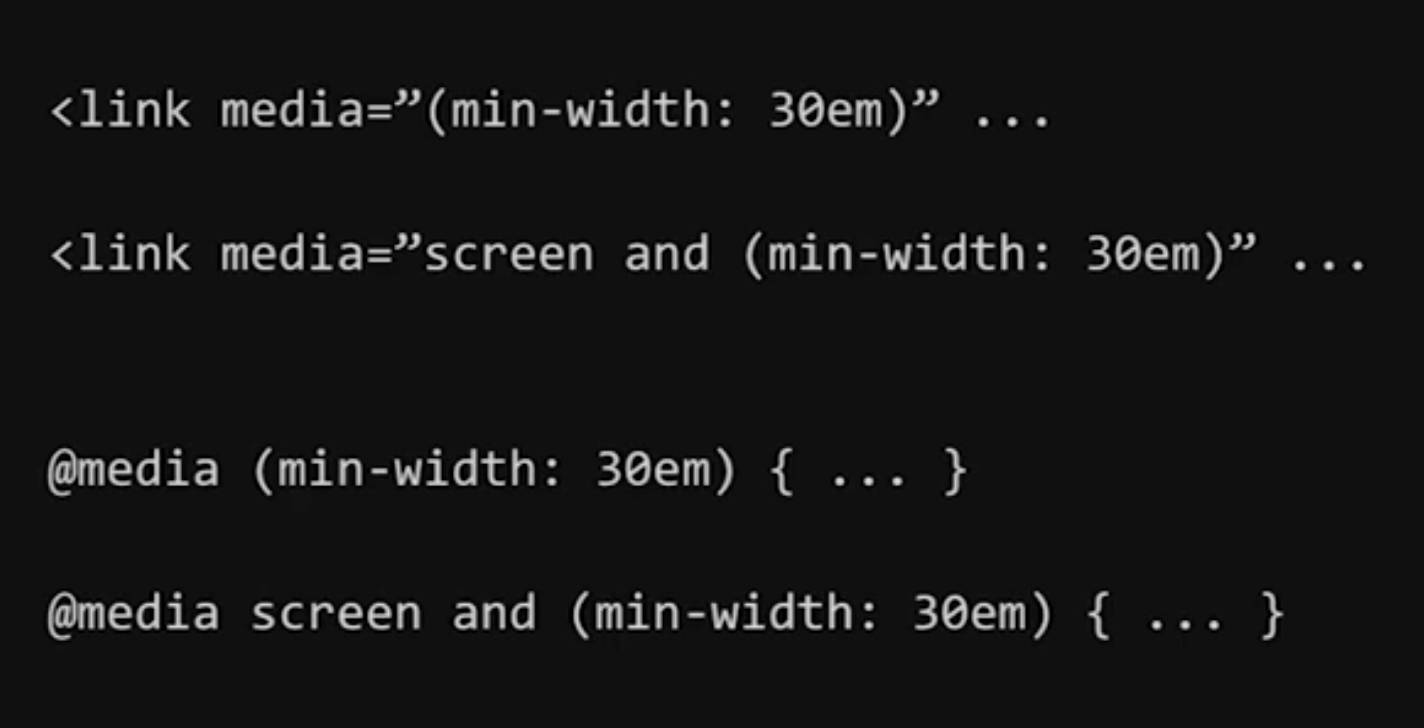 <link media=”(min-width: 30em)” ...
<link media=”screen and (min-width: 30em)” ...
@media (min-width: 30em) { ... }
@media screen and (min-width: 30em) { ... }